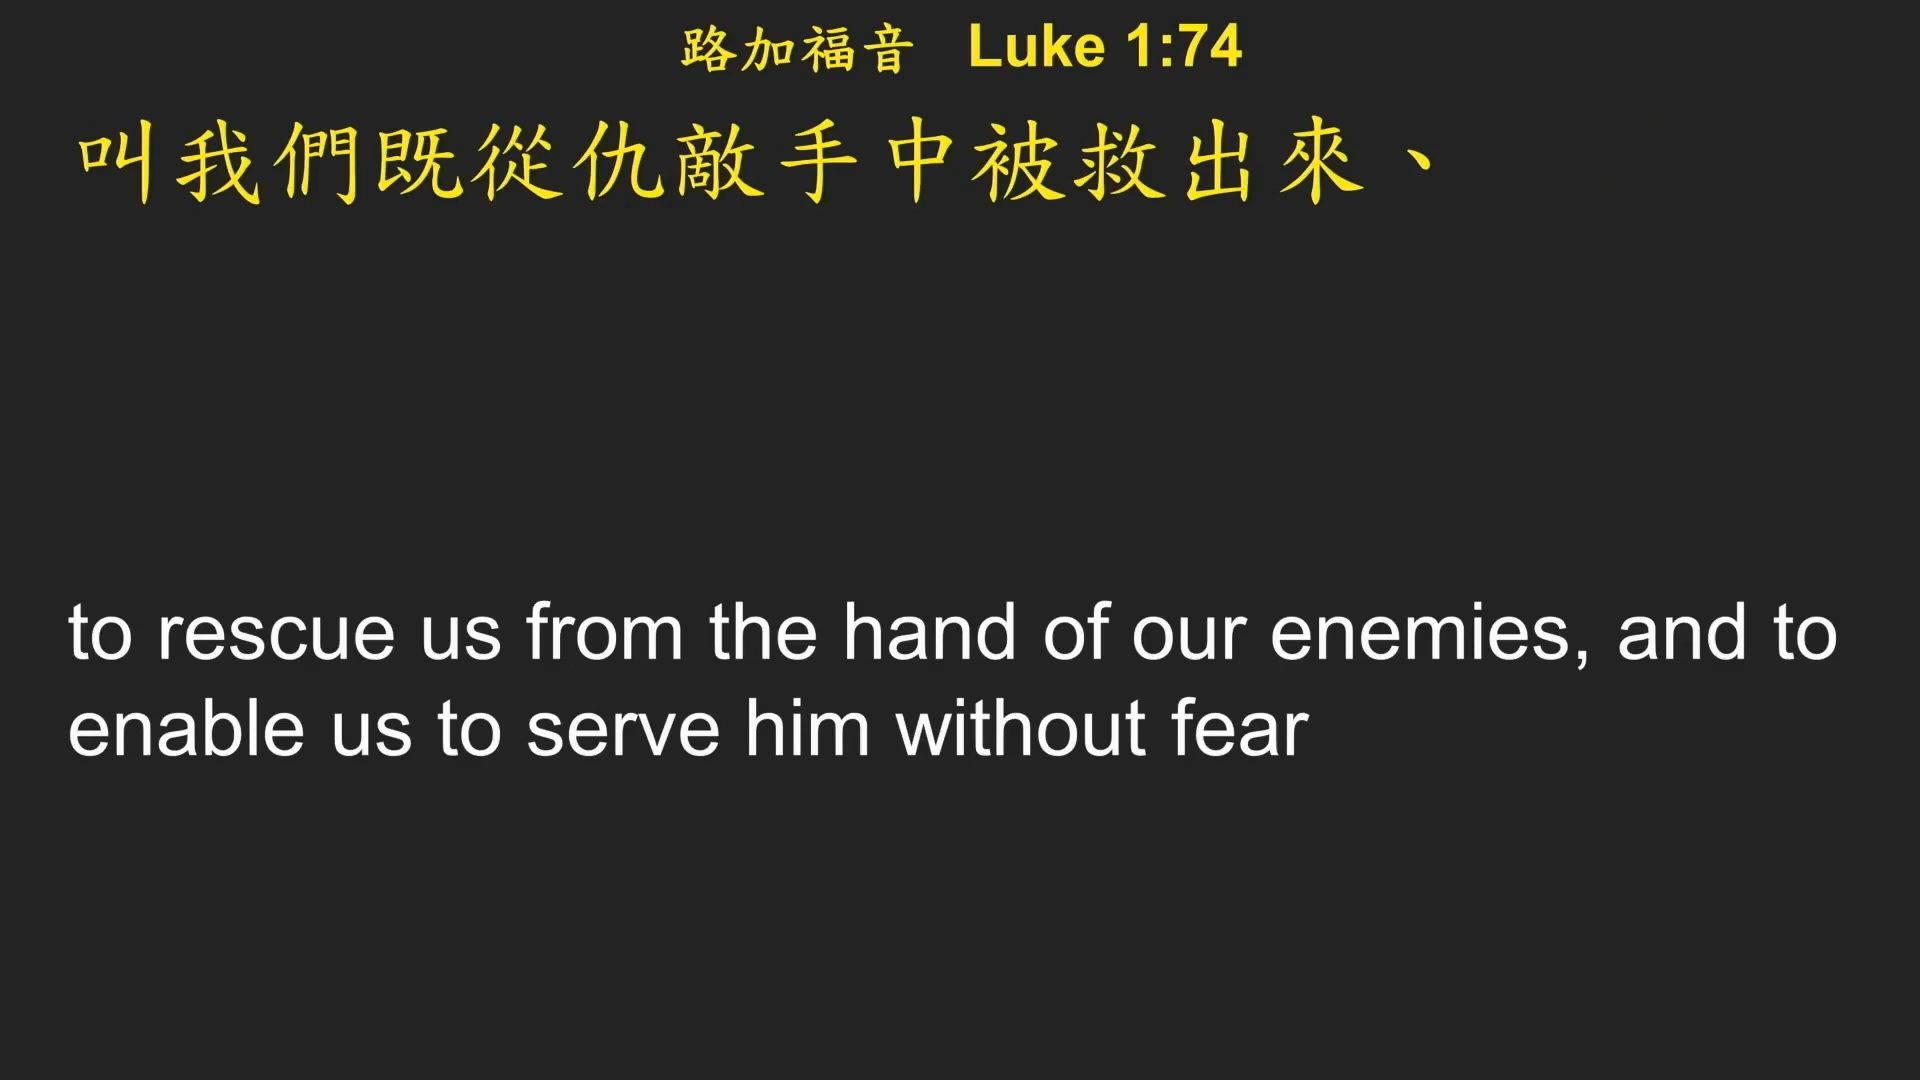 路加福音 Luke 1:74
叫我們既從仇敵手中被救出來、
to rescue us from the hand of our enemies, and to
enable us to serve him without fear